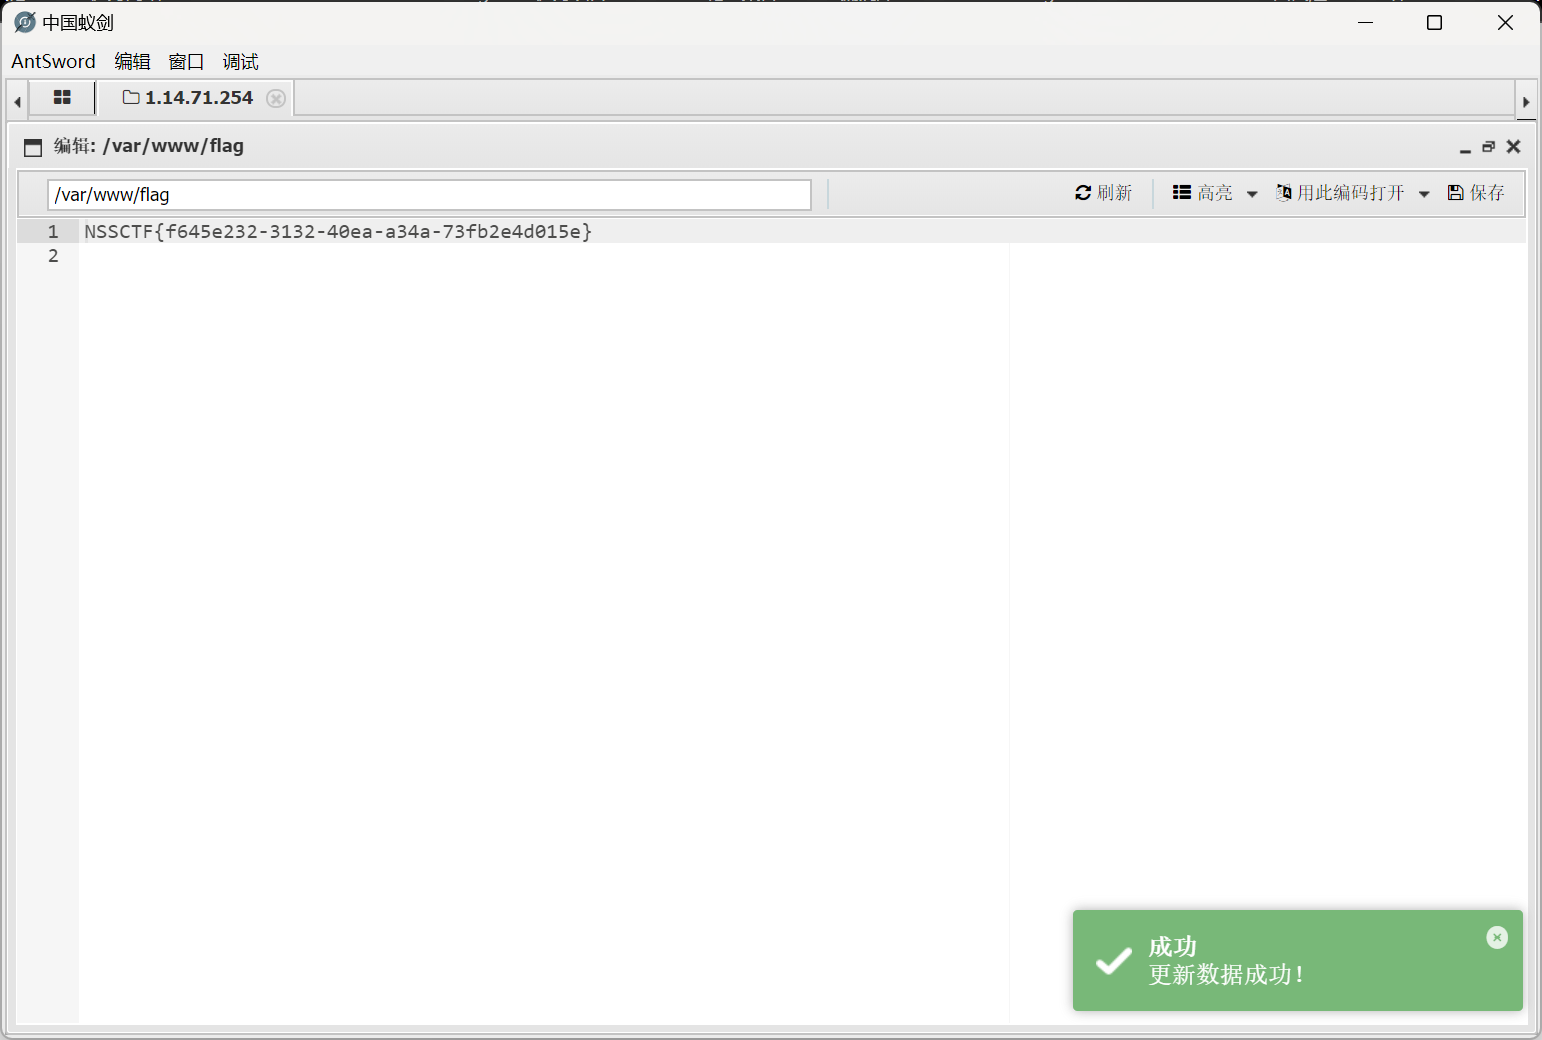 中国蚁剑
AntSword 编辑 窗口 调试
1.14.71.254
编辑: /var/www/flag
/var/www/flag 刷新 高亮 用此编码打开 保存
1 NSSCTF{f645e232-3132-40ea-a34a-73fb2e4d015e}
2
成功
更新数据成功!